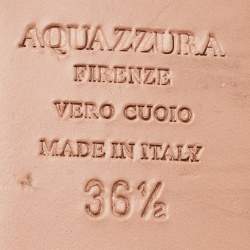 AQUAZZURA
FIRENZE
VERO CUOIO
MADE IN ITALY
36½